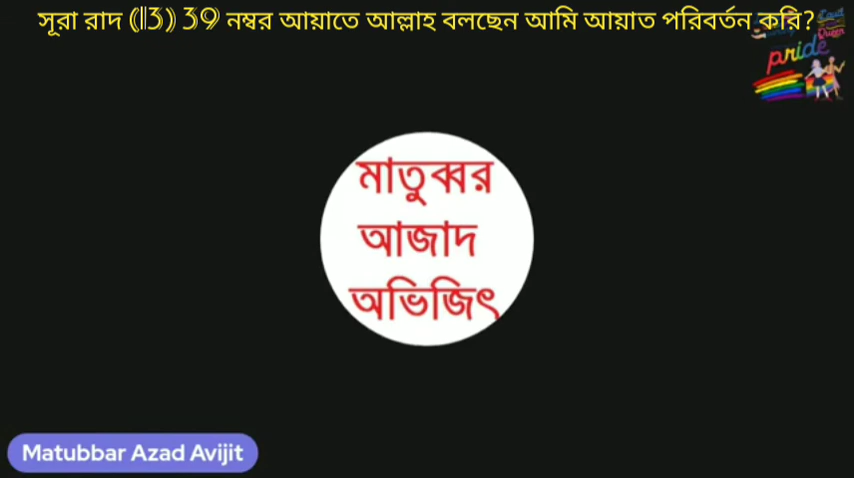 সূরা রাদ (13) 39 নম্বর আয়াতে আল্লাহ বলছেন আমি আয়াত পরিবর্তন করি?
pride
মাতুব্বর
আজাদ
অভিজিৎ
Matubbar Azad Avijit